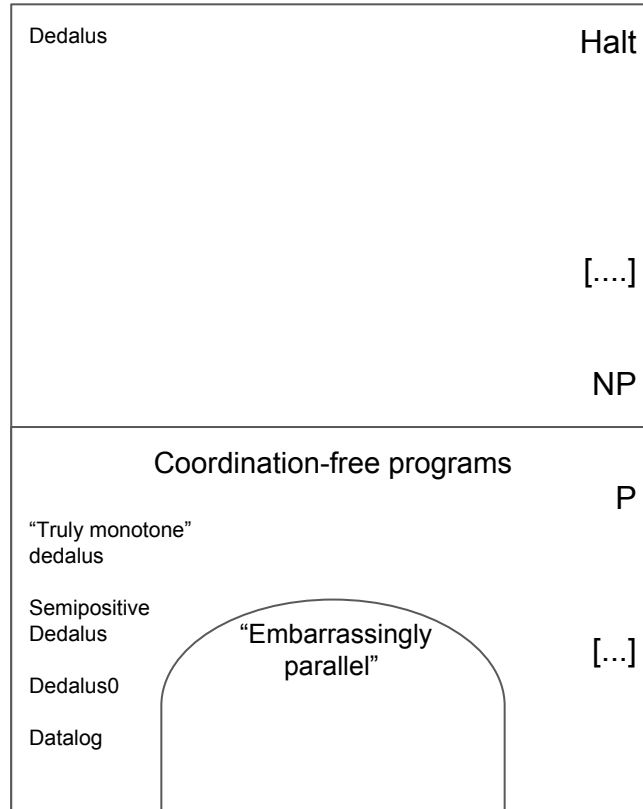 Dedalus
Halt
[....]
NP
Coordination-free programs
P
“Truly monotone”
dedalus
Semipositive
Dedalus
“Embarrassingly
parallel”
[...]
Dedalus0
Datalog